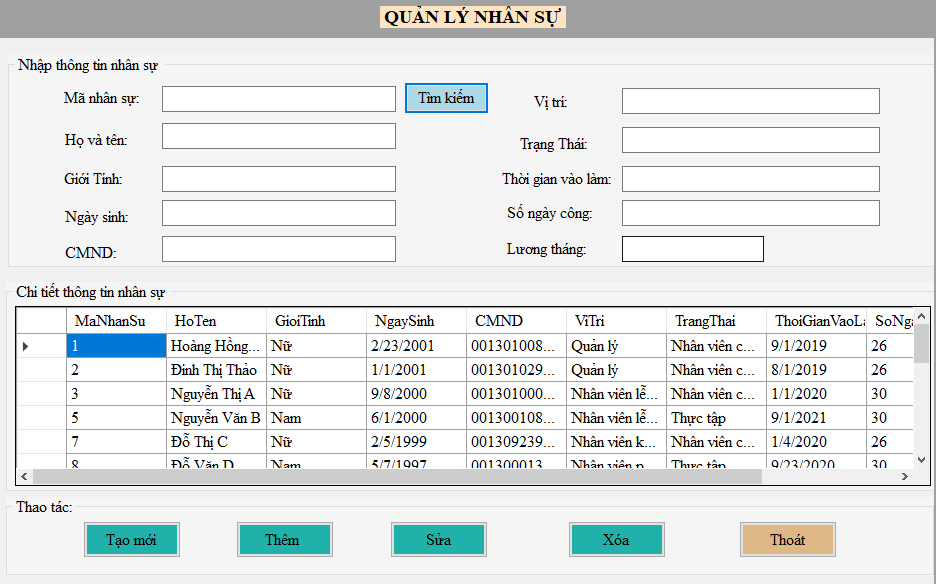 QUẢN LÝ NHÂN SỰ
Nhập thông tin nhân sự
Mã nhân sự: Tìm kiếm Vị trí:
Họ và tên: Trạng Thái:
Giới Tính: Thời gian vào làm:
Ngày sinh: Số ngày công:
CMND: Lương tháng:
Chi tiết thông tin nhân sự
MaNhanSu HoTen GioiTinh NgaySinh CMND ViTri TrangThai ThoiGianVaoLa SoNga
1 Hoàng Hồng... Nữ 2/23/2001 001301008... Quản lý Nhân viên c... 9/1/2019 26
2 Đinh Thị Thảo Nữ 1/1/2001 001301029... Quản lý Nhân viên c... 8/1/2019 26
3 Nguyễn Thị A Nữ 9/8/2000 001301000... Nhân viên lễ... Nhân viên c... 1/1/2020 30
5 Nguyễn Văn B Nam 6/1/2000 001300108... Nhân viên lễ... Thực tập 9/1/2021 30
7 Đỗ Thị C Nữ 2/5/1999 001309239... Nhân viên k... Nhân viên c... 1/4/2020 26
8 Đỗ Văn D Nam 5/7/1997 001300013... Nhân viên p... Thực tập 9/23/2020 30
Thao tác:
Tạo mới Thêm Sửa Xóa Thoát